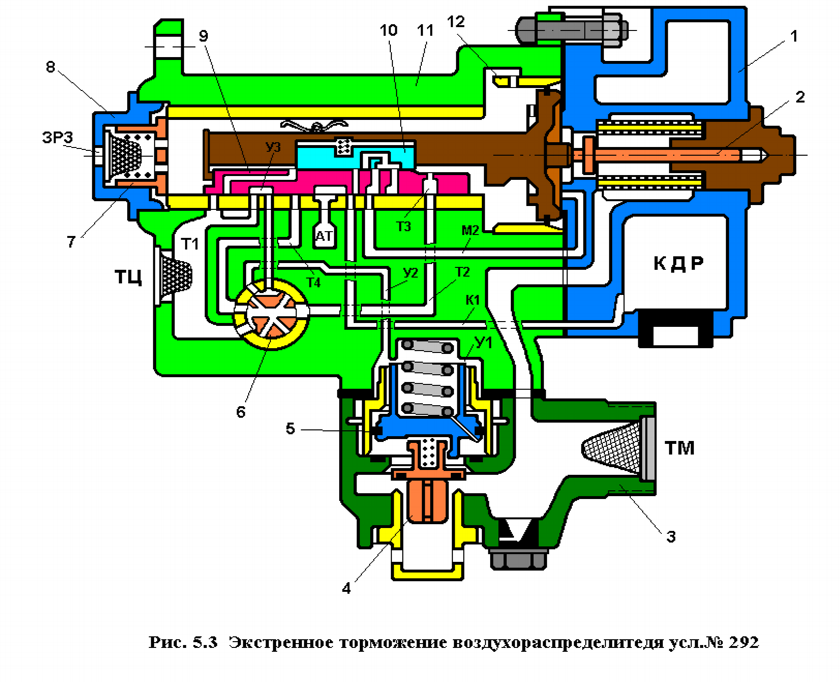 9
10
11
12
1
8
2
ЗРЗ
У3
7
Т1
АТ
Т3
М2
ТЦ
Т4
У2
Т2
КДР
К1
У1
6
5
ТМ
3
4
Рис. 5.3 Экстренное торможение воздухораспределитедя усл.№ 292